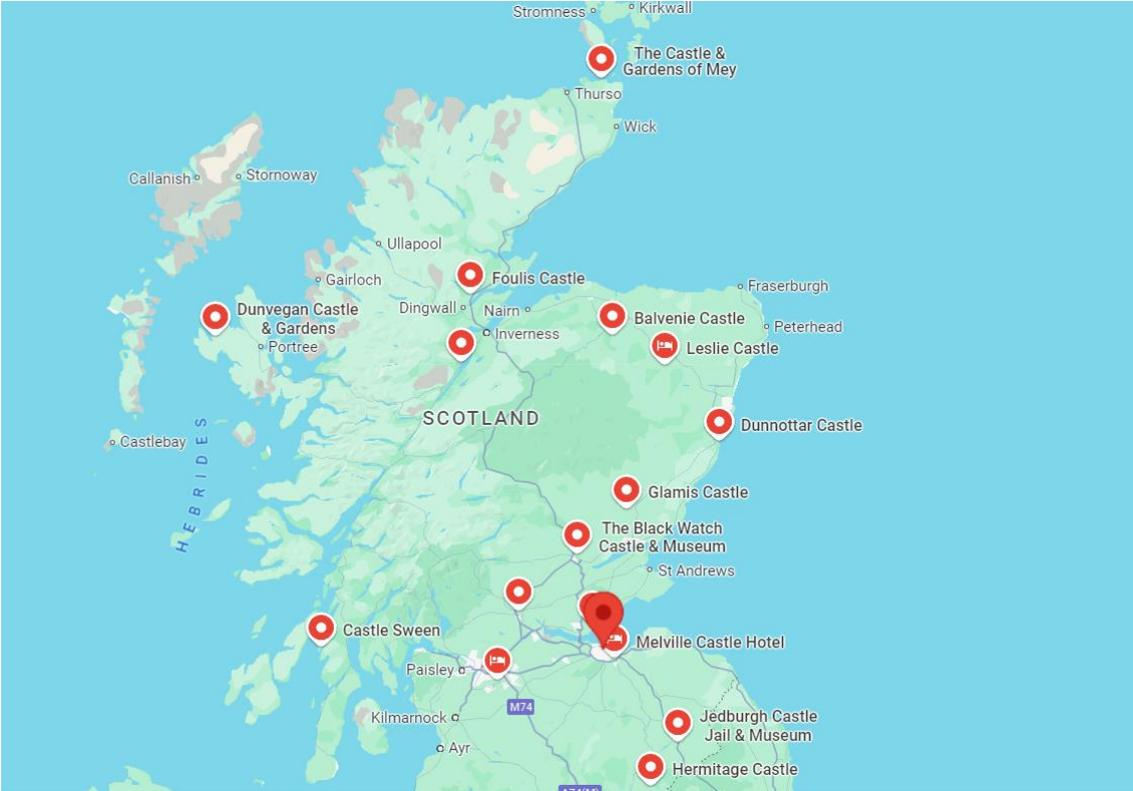 Stromness
Kirkwall
The Castle &
Gardens of Mey
Thurso
Wick
Callanish
Stornoway
Ullapool
Gairloch
Foulis Castle
Fraserburgh
Dingwall
Nairn
Dunvegan Castle
& Gardens
Balvenie Castle
Peterhead
Inverness
Portree
Leslie Castle
SCOTLAND
Dunnottar Castle
Castlebay
HEBRIDES
Glamis Castle
The Black Watch
Castle & Museum
St Andrews
Castle Sween
Melville Castle Hotel
Paisley
M74
Kilmarnock
Jedburgh Castle
Jail & Museum
Ayr
Hermitage Castle